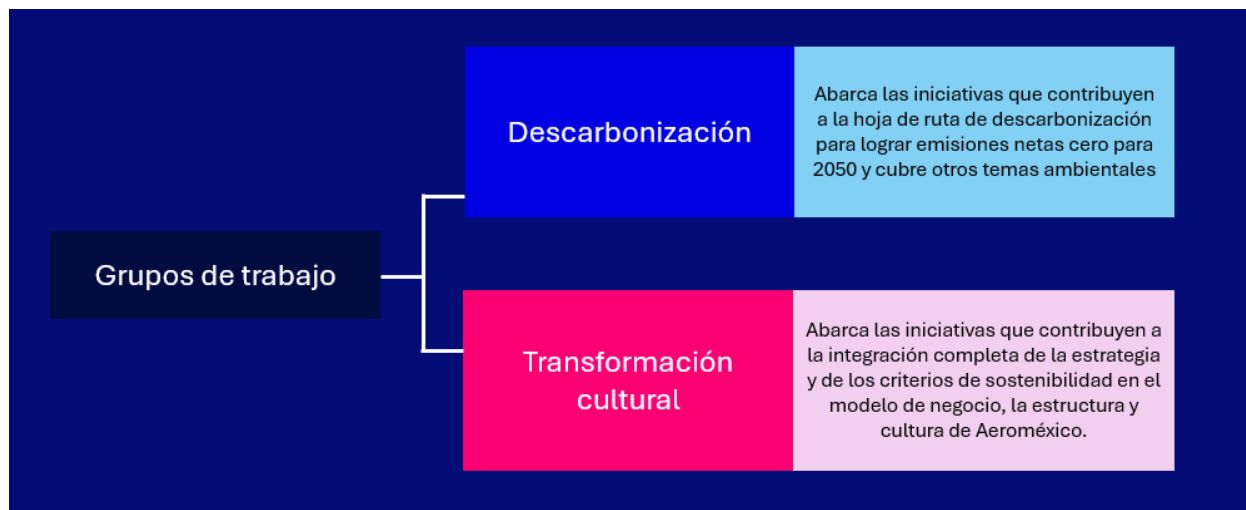 Grupos de trabajo
Descarbonización
Abarca las iniciativas que contribuyen
a la hoja de ruta de descarbonización
para lograr emisiones netas cero para
2050 y cubre otros temas ambientales
Transformación
cultural
Abarca las iniciativas que contribuyen a
la integración completa de la estrategia
y de los criterios de sostenibilidad en el
modelo de negocio, la estructura y
cultura de Aeroméxico.